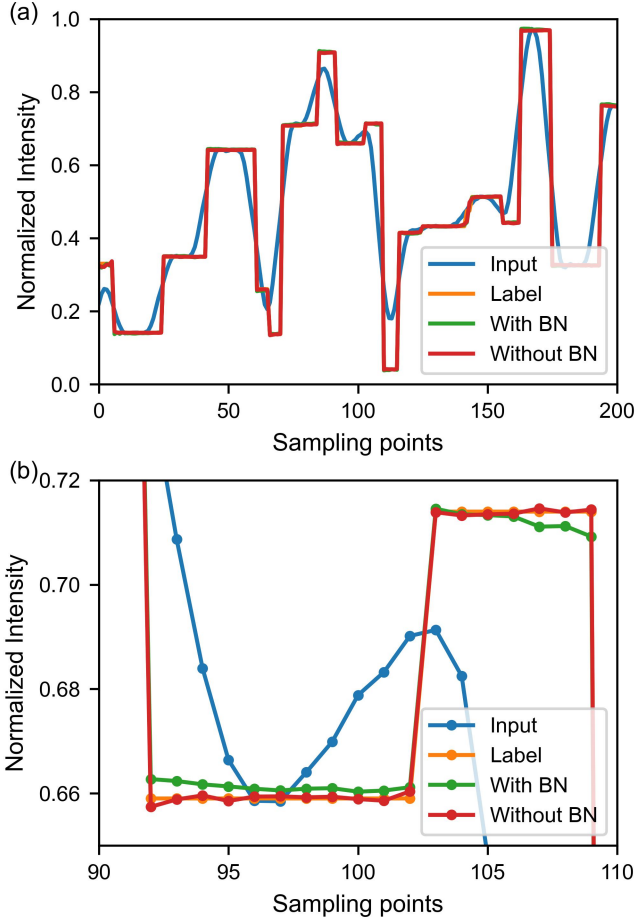 (a)
1.0
0.8
0.6
0.4
0.2
0.0
Normalized Intensity
Input
Label
With BN
Without BN
0 50 100 150 200
Sampling points
(b)
0.72
0.70
0.68
0.66
Normalized Intensity
Input
Label
With BN
Without BN
90 95 100 105 110
Sampling points